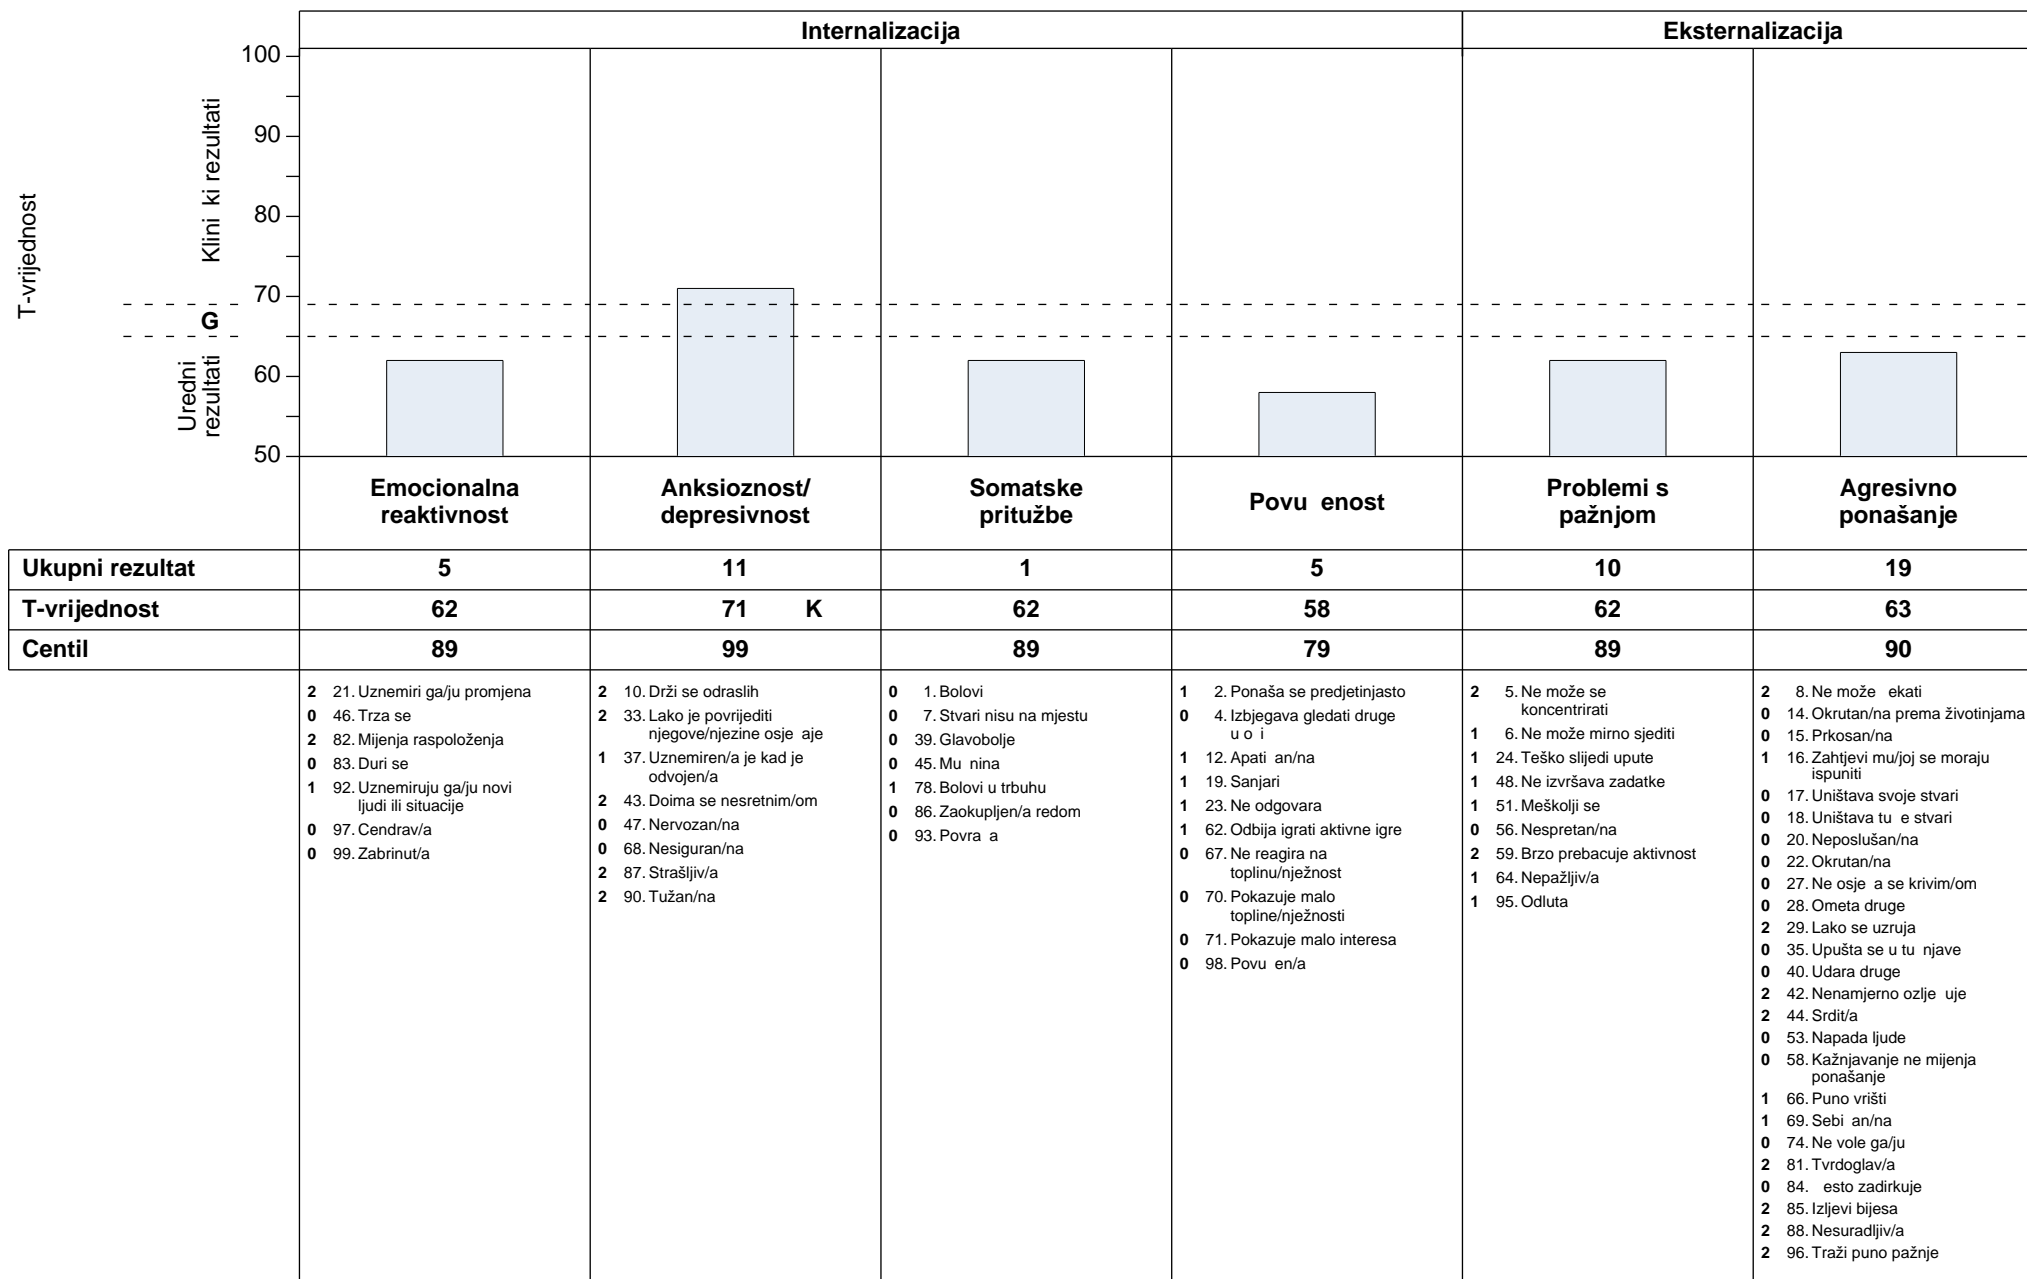 Internalizacija
Eksternalizacija
T-vrijednost
Klini ki rezultati
G
Uredni
rezultati
100
90
80
70
60
50
Emocionalna
reaktivnost
Anksioznost/
depresivnost
Somatske
pritužbe
Povu enost
Problemi s
pažnjom
Agresivno
ponašanje
Ukupni rezultat 5 11 1 5 10 19
T-vrijednost 62 71 K 62 58 62 63
Centil 89 99 89 79 89 90
2 21. Uznemiri ga/ju promjena
0 46. Trza se
2 82. Mijenja raspoloženja
0 83. Duri se
1 92. Uznemiruju ga/ju novi
ljudi ili situacije
0 97. Cendrav/a
0 99. Zabrinut/a
2 10. Drži se odraslih
2 33. Lako je povrijediti
njegove/njezine osje aje
1 37. Uznemiren/a je kad je
odvojen/a
2 43. Doima se nesretnim/om
0 47. Nervozan/na
0 68. Nesiguran/na
2 87. Strašljiv/a
2 90. Tužan/na
0 1. Bolovi
0 7. Stvari nisu na mjestu
0 39. Glavobolje
0 45. Mu nina
1 78. Bolovi u trbuhu
0 86. Zaokupljen/a redom
0 93. Povra a
1 2. Ponaša se predjetinjasto
0 4. Izbjegava gledati druge
u o i
1 12. Apati an/na
1 19. Sanjari
1 23. Ne odgovara
1 62. Odbija igrati aktivne igre
0 67. Ne reagira na
toplinu/nježnost
0 70. Pokazuje malo
topline/nježnosti
0 71. Pokazuje malo interesa
0 98. Povu en/a
2 5. Ne može se
koncentrirati
1 6. Ne može mirno sjediti
1 24. Teško slijedi upute
1 48. Ne izvršava zadatke
1 51. Meškolji se
0 56. Nespretan/na
2 59. Brzo prebacuje aktivnost
1 64. Nepažljiv/a
1 95. Odluta
2 8. Ne može ekati
0 14. Okrutan/na prema životinjama
0 15. Prkosan/na
1 16. Zahtjevi mu/joj se moraju
ispuniti
0 17. Uništava svoje stvari
0 18. Uništava tu e stvari
0 20. Neposlušan/na
0 22. Okrutan/na
0 27. Ne osje a se krivim/om
0 28. Ometa druge
2 29. Lako se uzruja
0 35. Upušta se u tu njave
0 40. Udara druge
2 42. Nenamjerno ozlje uje
2 44. Srdit/a
0 53. Napada ljude
0 58. Kažnjavanje ne mijenja
ponašanje
1 66. Puno vrišti
1 69. Sebi an/na
0 74. Ne vole ga/ju
2 81. Tvrdoglav/a
0 84. esto zadirkuje
2 85. Izljevi bijesa
2 88. Nesuradljiv/a
2 96. Traži puno pažnje